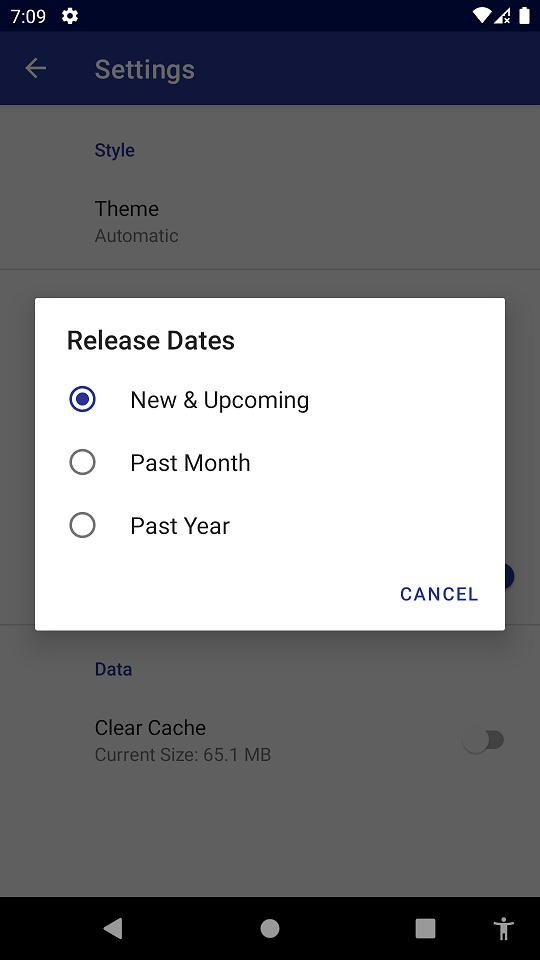 7:09
Settings
Style
Theme
Automatic
Release Dates
New & Upcoming
Past Month
Past Year
CANCEL
Data
Clear Cache
Current Size: 65.1 MB